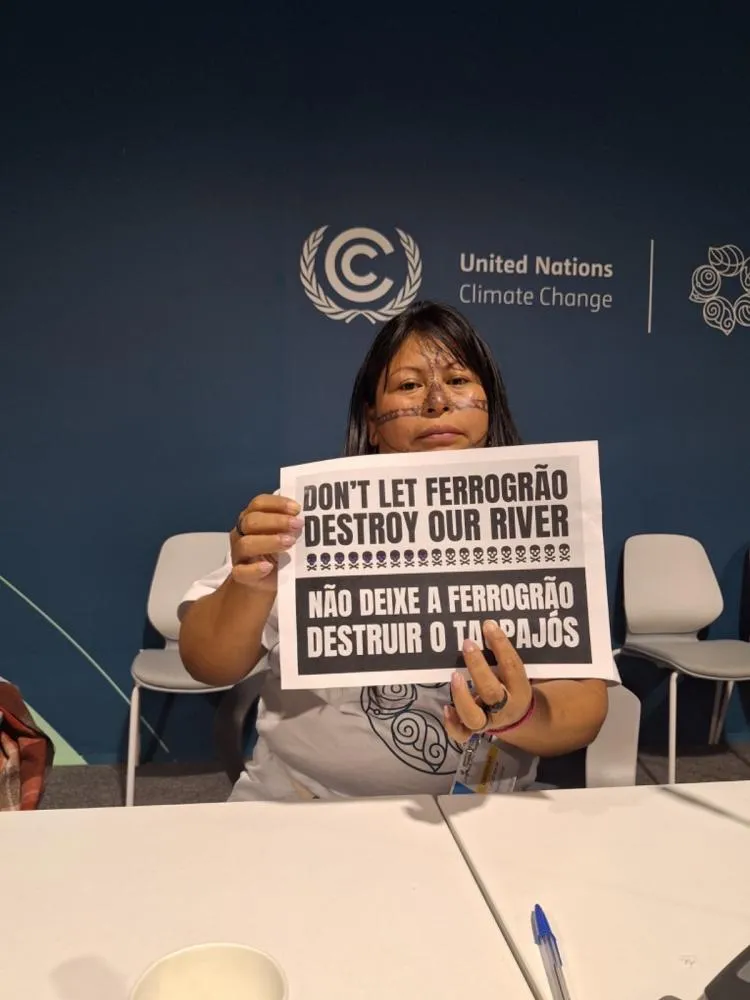 United Nations
Climate Change
DON'T LET FERROGRÃO
DESTROY OUR RIVER
NÃO DEIXE A FERROGRÃO
DESTRUIR O TAPAJÓS